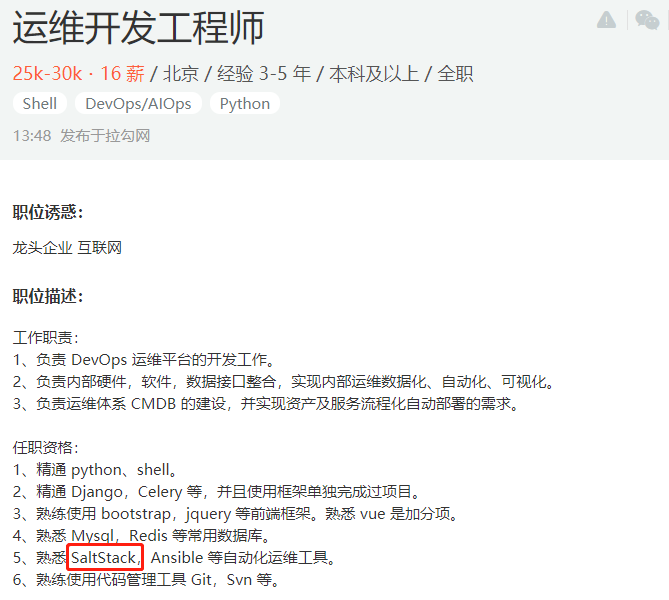 运维开发工程师
25k-30k · 16 薪 / 北京 / 经验 3-5 年 / 本科及以上 / 全职
Shell DevOps/AIOps Python
13:48 发布于拉勾网
职位诱惑：
龙头企业 互联网
职位描述：
工作职责：
1、负责 DevOps 运维平台的开发工作。
2、负责内部硬件，软件，数据接口整合，实现内部运维数据化、自动化、可视化。
3、负责运维体系 CMDB 的建设，并实现资产及服务流程化自动部署的需求。
任职资格：
1、精通 python、shell。
2、精通 Django，Celery 等，并且使用框架单独完成过项目。
3、熟练使用 bootstrap，jquery 等前端框架。熟悉 vue 是加分项。
4、熟悉 Mysql，Redis 等常用数据库。
5、熟悉 SaltStack，Ansible 等自动化运维工具。
6、熟练使用代码管理工具 Git，Svn 等。